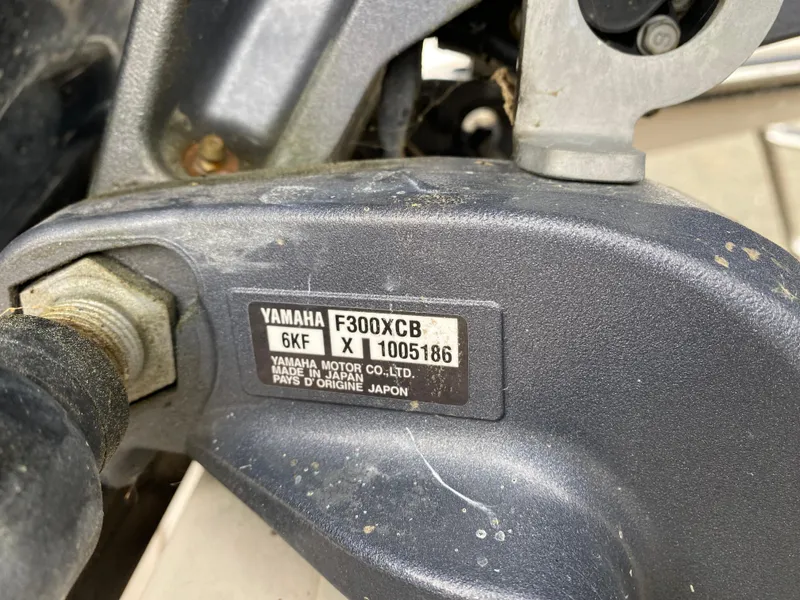 YAMAHA F300XCB
6KF X 1005186
YAMAHA MOTOR CO.,LTD.
MADE IN JAPAN
PAYS D'ORIGINE JAPON